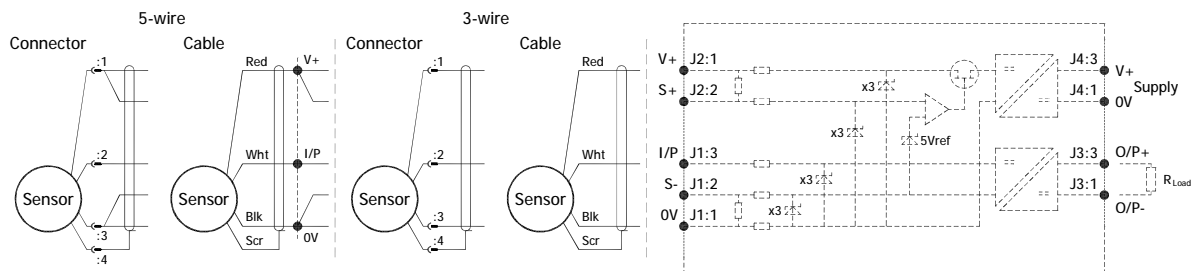 5-wire
3-wire
Connector
Cable
Connector
Cable
:1
Red
V+
:1
Red
V+
J2:1
J4:3
V+
S+
J2:2
x3
J4:1
0V
Supply
x3
5Vref
:2
Wht
I/P
:2
Wht
I/P
J1:3
J3:3
O/P+
Sensor
Sensor
Sensor
Sensor
S-
J1:2
x3
J3:1
RLoad
O/P-
:3
Blk
0V
:3
Blk
0V
J1:1
x3
:4
Scr
:4
Scr